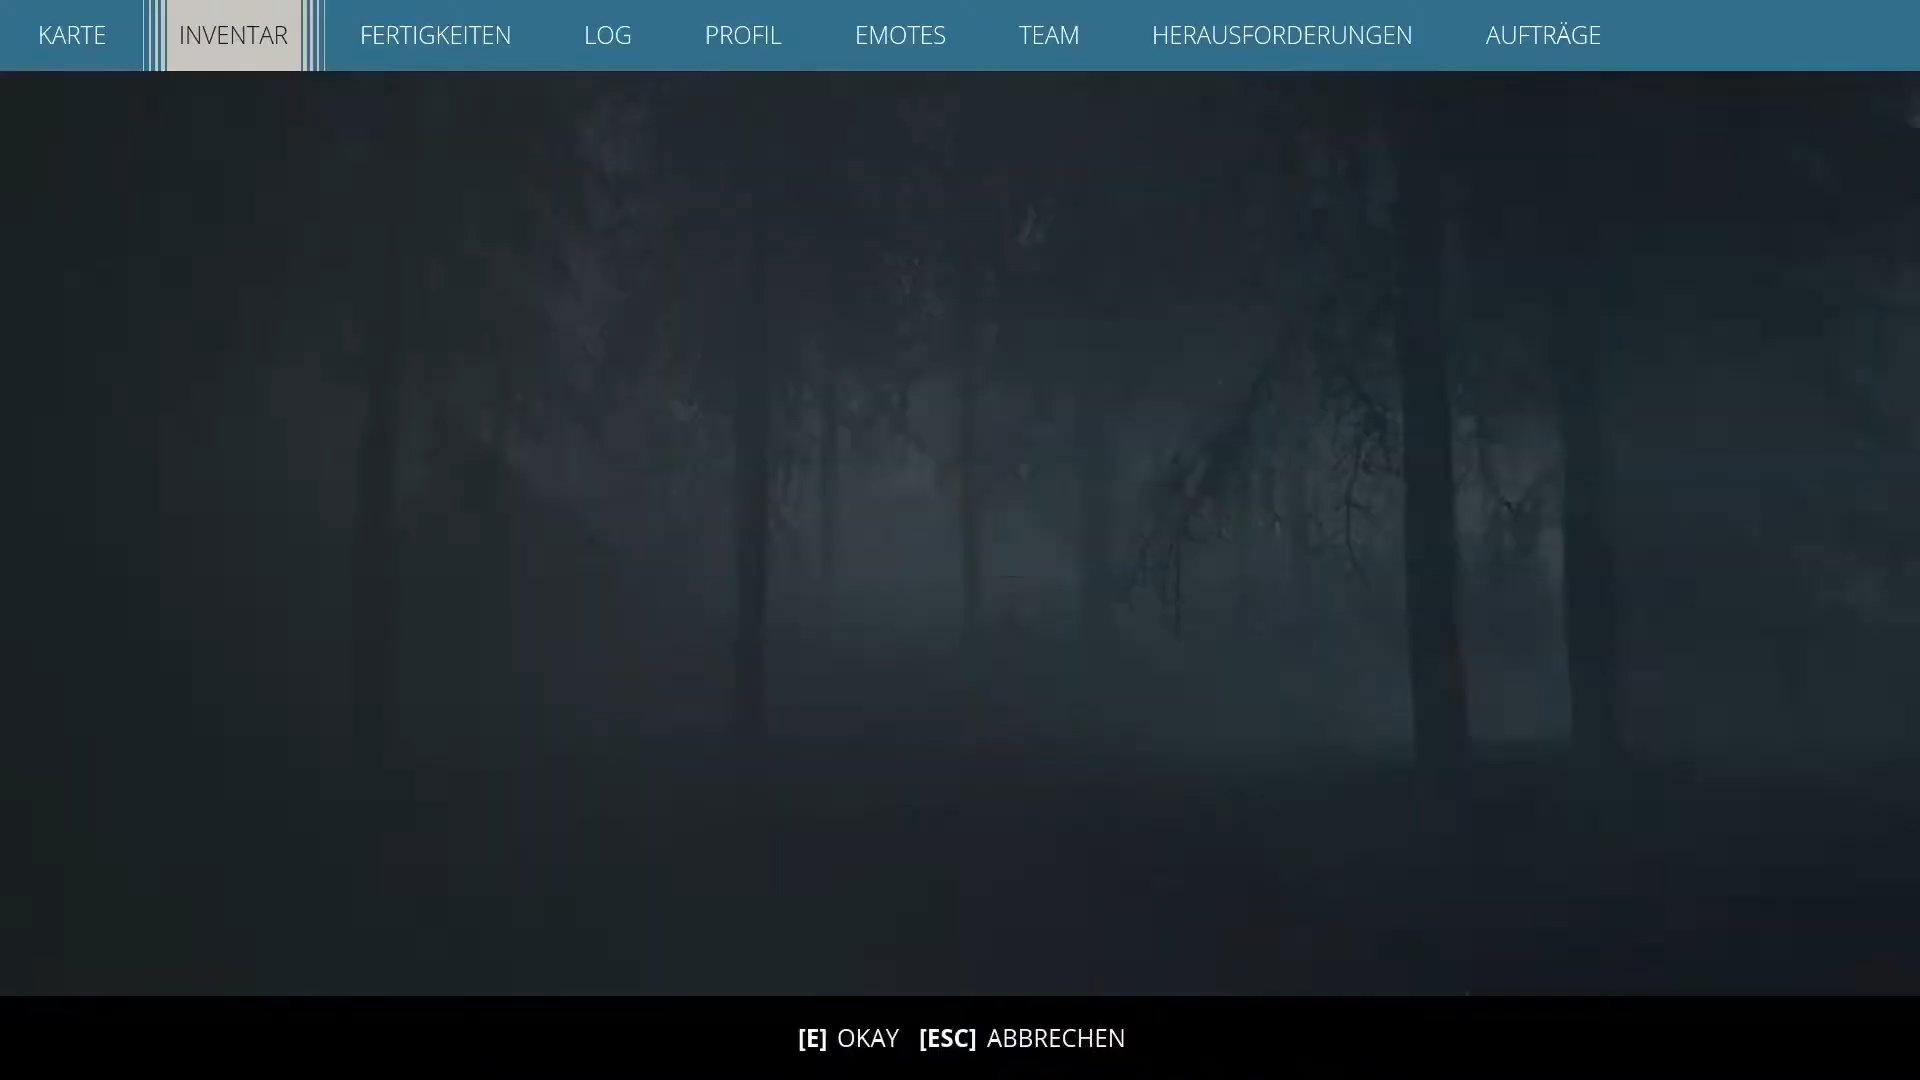 KARTE INVENTAR FERTIGKEITEN LOG PROFIL EMOTES TEAM HERAUSFORDERUNGEN AUFTRÄGE
[E] OKAY [ESC] ABBRECHEN